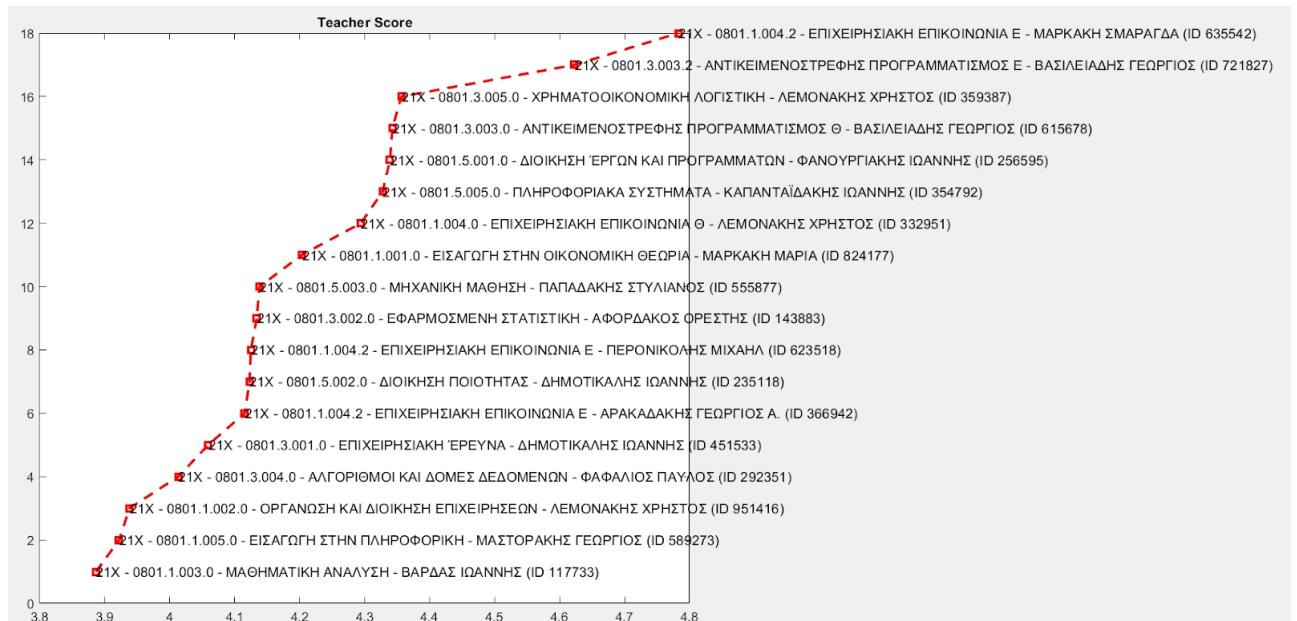 Teacher Score
18
21X - 0801.1.004.2 - ΕΠΙΧΕΙΡΗΣΙΑΚΗ ΕΠΙΚΟΙΝΩΝΙΑ Ε - ΜΑΡΚΑΚΗ ΣΜΑΡΑΓΔΑ (ID 635542)
21X - 0801.3.003.2 - ΑΝΤΙΚΕΙΜΕΝΟΣΤΡΕΦΗΣ ΠΡΟΓΡΑΜΜΑΤΙΣΜΟΣ Ε - ΒΑΣΙΛΕΙΑΔΗΣ ΓΕΩΡΓΙΟΣ (ID 721827)
16
21X - 0801.3.005.0 - ΧΡΗΜΑΤΟΟΙΚΟΝΟΜΙΚΗ ΛΟΓΙΣΤΙΚΗ - ΛΕΜΟΝΑΚΗΣ ΧΡΗΣΤΟΣ (ID 359387)
21X - 0801.3.003.0 - ΑΝΤΙΚΕΙΜΕΝΟΣΤΡΕΦΗΣ ΠΡΟΓΡΑΜΜΑΤΙΣΜΟΣ Θ - ΒΑΣΙΛΕΙΑΔΗΣ ΓΕΩΡΓΙΟΣ (ID 615678)
14
21X - 0801.5.001.0 - ΔΙΟΙΚΗΣΗ ΈΡΓΩΝ ΚΑΙ ΠΡΟΓΡΑΜΜΑΤΩΝ - ΦΑΝΟΥΡΓΙΑΚΗΣ ΙΩΑΝΝΗΣ (ID 256595)
21X - 0801.5.005.0 - ΠΛΗΡΟΦΟΡΙΑΚΑ ΣΥΣΤΗΜΑΤΑ - ΚΑΠΑΝΤΑΪΔΑΚΗΣ ΙΩΑΝΝΗΣ (ID 354792)
12
21X - 0801.1.004.0 - ΕΠΙΧΕΙΡΗΣΙΑΚΗ ΕΠΙΚΟΙΝΩΝΙΑ Θ - ΛΕΜΟΝΑΚΗΣ ΧΡΗΣΤΟΣ (ID 332951)
21X - 0801.1.001.0 - ΕΙΣΑΓΩΓΗ ΣΤΗΝ ΟΙΚΟΝΟΜΙΚΗ ΘΕΩΡΙΑ - ΜΑΡΚΑΚΗ ΜΑΡΙΑ (ID 824177)
10
21X - 0801.5.003.0 - ΜΗΧΑΝΙΚΗ ΜΑΘΗΣΗ - ΠΑΠΑΔΑΚΗΣ ΣΤΥΛΙΑΝΟΣ (ID 555877)
21X - 0801.3.002.0 - ΕΦΑΡΜΟΣΜΕΝΗ ΣΤΑΤΙΣΤΙΚΗ - ΑΦΟΡΔΑΚΟΣ ΟΡΕΣΤΗΣ (ID 143883)
8
21X - 0801.1.004.2 - ΕΠΙΧΕΙΡΗΣΙΑΚΗ ΕΠΙΚΟΙΝΩΝΙΑ Ε - ΠΕΡΟΝΙΚΟΛΗΣ ΜΙΧΑΗΛ (ID 623518)
21X - 0801.5.002.0 - ΔΙΟΙΚΗΣΗ ΠΟΙΟΤΗΤΑΣ - ΔΗΜΟΤΙΚΑΛΗΣ ΙΩΑΝΝΗΣ (ID 235118)
6
21X - 0801.1.004.2 - ΕΠΙΧΕΙΡΗΣΙΑΚΗ ΕΠΙΚΟΙΝΩΝΙΑ Ε - ΑΡΑΚΑΔΑΚΗΣ ΓΕΩΡΓΙΟΣ Α. (ID 366942)
21X - 0801.3.001.0 - ΕΠΙΧΕΙΡΗΣΙΑΚΗ ΈΡΕΥΝΑ - ΔΗΜΟΤΙΚΑΛΗΣ ΙΩΑΝΝΗΣ (ID 451533)
4
21X - 0801.3.004.0 - ΑΛΓΟΡΙΘΜΟΙ ΚΑΙ ΔΟΜΕΣ ΔΕΔΟΜΕΝΩΝ - ΦΑΦΑΛΙΟΣ ΠΑΥΛΟΣ (ID 292351)
21X - 0801.1.002.0 - ΟΡΓΑΝΩΣΗ ΚΑΙ ΔΙΟΙΚΗΣΗ ΕΠΙΧΕΙΡΗΣΕΩΝ - ΛΕΜΟΝΑΚΗΣ ΧΡΗΣΤΟΣ (ID 951416)
2
21X - 0801.1.005.0 - ΕΙΣΑΓΩΓΗ ΣΤΗΝ ΠΛΗΡΟΦΟΡΙΚΗ - ΜΑΣΤΟΡΑΚΗΣ ΓΕΩΡΓΙΟΣ (ID 589273)
21X - 0801.1.003.0 - ΜΑΘΗΜΑΤΙΚΗ ΑΝΑΛΥΣΗ - ΒΑΡΔΑΣ ΙΩΑΝΝΗΣ (ID 117733)
0
3.8 3.9 4 4.1 4.2 4.3 4.4 4.5 4.6 4.7 4.8